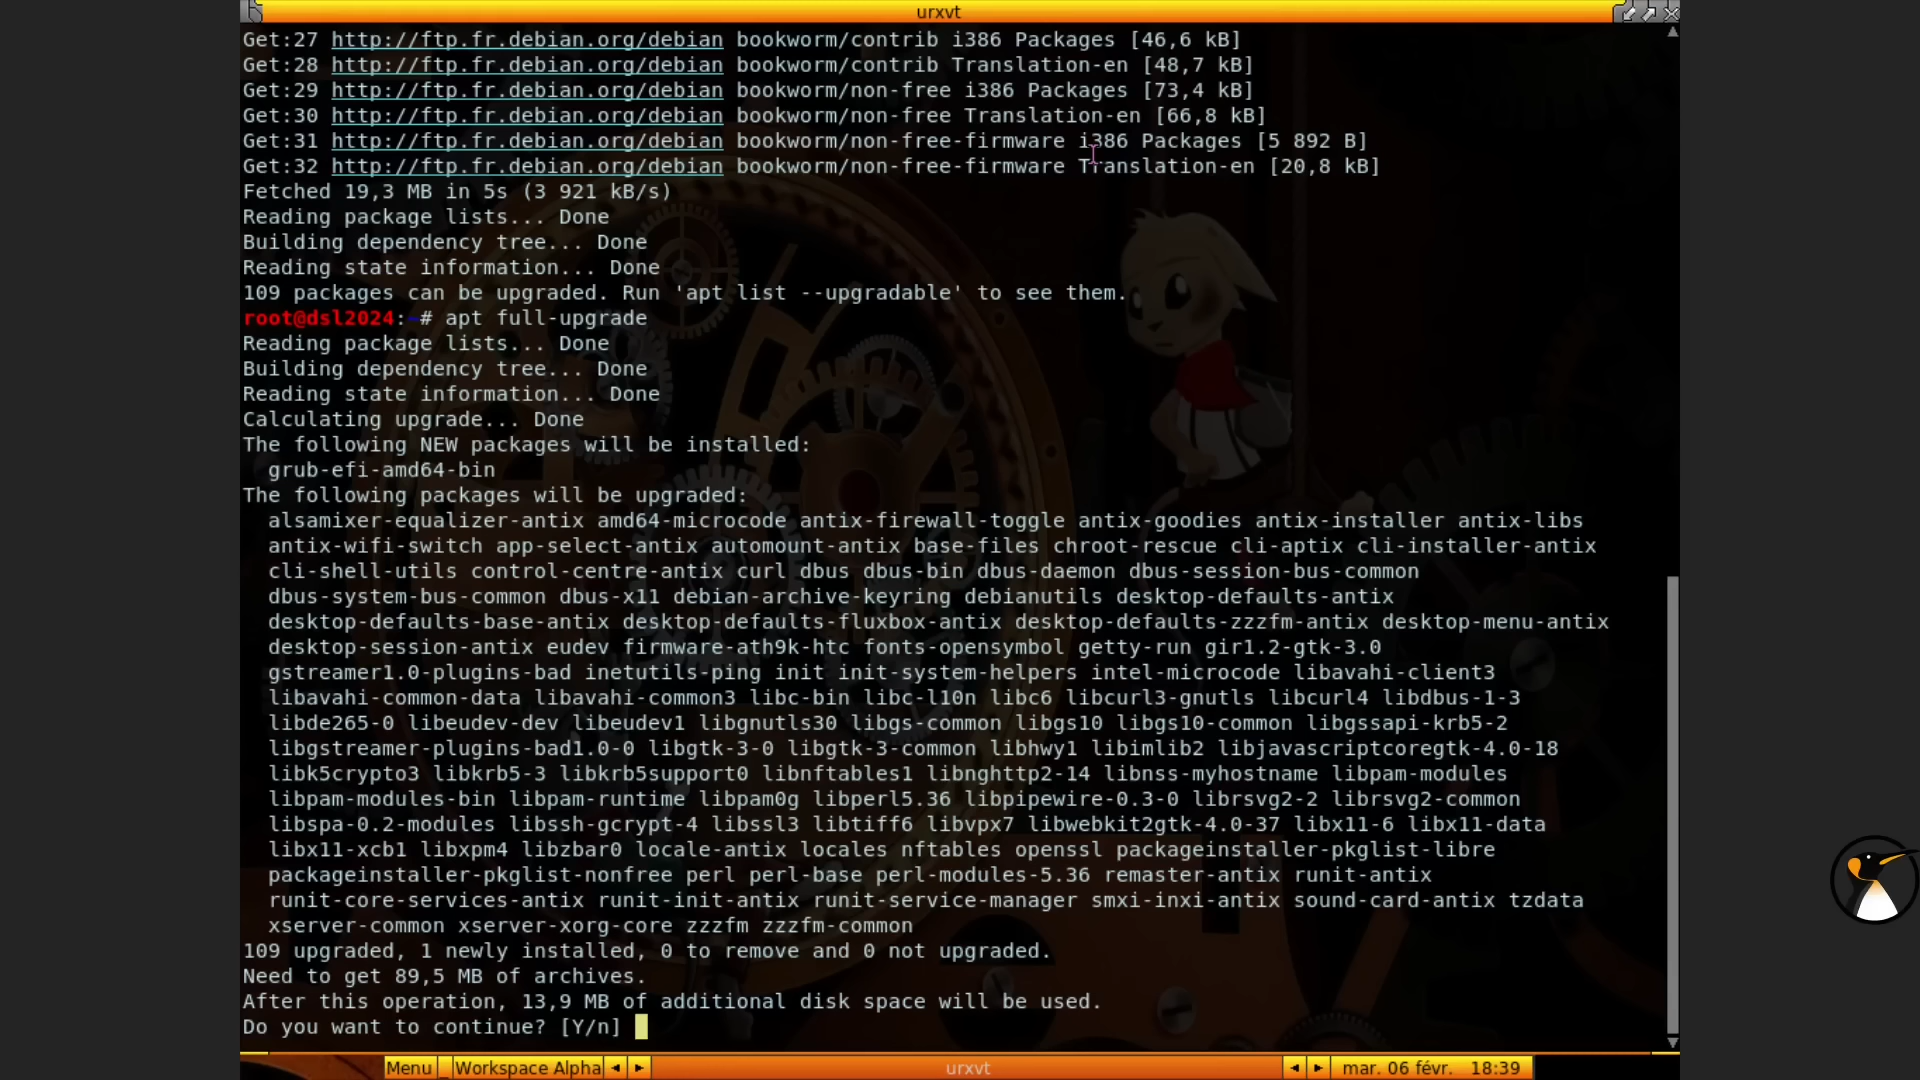 urxvt
Get:27 http://ftp.fr.debian.org/debian bookworm/contrib i386 Packages [46,6 kB]
Get:28 http://ftp.fr.debian.org/debian bookworm/contrib Translation-en [48,7 kB]
Get:29 http://ftp.fr.debian.org/debian bookworm/non-free i386 Packages [73,4 kB]
Get:30 http://ftp.fr.debian.org/debian bookworm/non-free Translation-en [66,8 kB]
Get:31 http://ftp.fr.debian.org/debian bookworm/non-free-firmware i386 Packages [5 892 B]
Get:32 http://ftp.fr.debian.org/debian bookworm/non-free-firmware Translation-en [20,8 kB]
Fetched 19,3 MB in 5s (3 921 kB/s)
Reading package lists... Done
Building dependency tree... Done
Reading state information... Done
109 packages can be upgraded. Run 'apt list --upgradable' to see them.
root@dsl2024:~# apt full-upgrade
Reading package lists... Done
Building dependency tree... Done
Reading state information... Done
Calculating upgrade... Done
The following NEW packages will be installed:
grub-efi-amd64-bin
The following packages will be upgraded:
alsamixer-equalizer-antix amd64-microcode antix-firewall-toggle antix-goodies antix-installer antix-libs
antix-wifi-switch app-select-antix automount-antix base-files chroot-rescue cli-aptix cli-installer-antix
cli-shell-utils control-centre-antix curl dbus dbus-bin dbus-daemon dbus-session-bus-common
dbus-system-bus-common dbus-x11 debian-archive-keyring debianutils desktop-defaults-antix
desktop-defaults-base-antix desktop-defaults-fluxbox-antix desktop-defaults-zzzfm-antix desktop-menu-antix
desktop-session-antix eudev firmware-ath9k-htc fonts-opensymbol getty-run gir1.2-gtk-3.0
gstreamer1.0-plugins-bad inetutils-ping init init-system-helpers intel-microcode libavahi-client3
libavahi-common-data libavahi-common3 libc-bin libc-l10n libc6 libcurl3-gnutls libcurl4 libdbus-1-3
libde265-0 libeudev-dev libeudev1 libgnutls30 libgs-common libgs10 libgs10-common libgssapi-krb5-2
libgstreamer-plugins-bad1.0-0 libgtk-3-0 libgtk-3-common libhwy1 libimlib2 libjavascriptcoregtk-4.0-18
libk5crypto3 libkrb5-3 libkrb5support0 libnftables1 libnghttp2-14 libnss-myhostname libpam-modules
libpam-modules-bin libpam-runtime libpam0g libperl5.36 libpipewire-0.3-0 librsvg2-2 librsvg2-common
libspa-0.2-modules libssh-gcrypt-4 libssl3 libtiff6 libvpx7 libwebkit2gtk-4.0-37 libx11-6 libx11-data
libx11-xcb1 libxpm4 libzbar0 locale-antix locales nftables openssl packageinstaller-pkglist-libre
packageinstaller-pkglist-nonfree perl perl-base perl-modules-5.36 remaster-antix runit-antix
runit-core-services-antix runit-init-antix runit-service-manager smxi-inxi-antix sound-card-antix tzdata
xserver-common xserver-xorg-core zzzfm zzzfm-common
109 upgraded, 1 newly installed, 0 to remove and 0 not upgraded.
Need to get 89,5 MB of archives.
After this operation, 13,9 MB of additional disk space will be used.
Do you want to continue? [Y/n]
Menu Workspace Alpha urxvt mar. 06 févr. 18:39